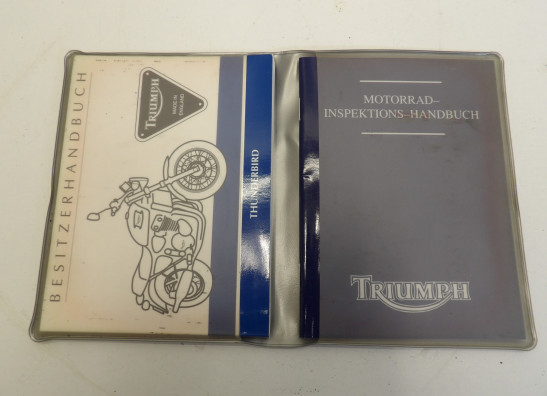 BESITZERHANDBUCH
TRIUMPH
MADE IN
ENGLAND
THUNDERBIRD
MOTORRAD–
INSPEKTIONS–HANDBUCH
TRIUMPH